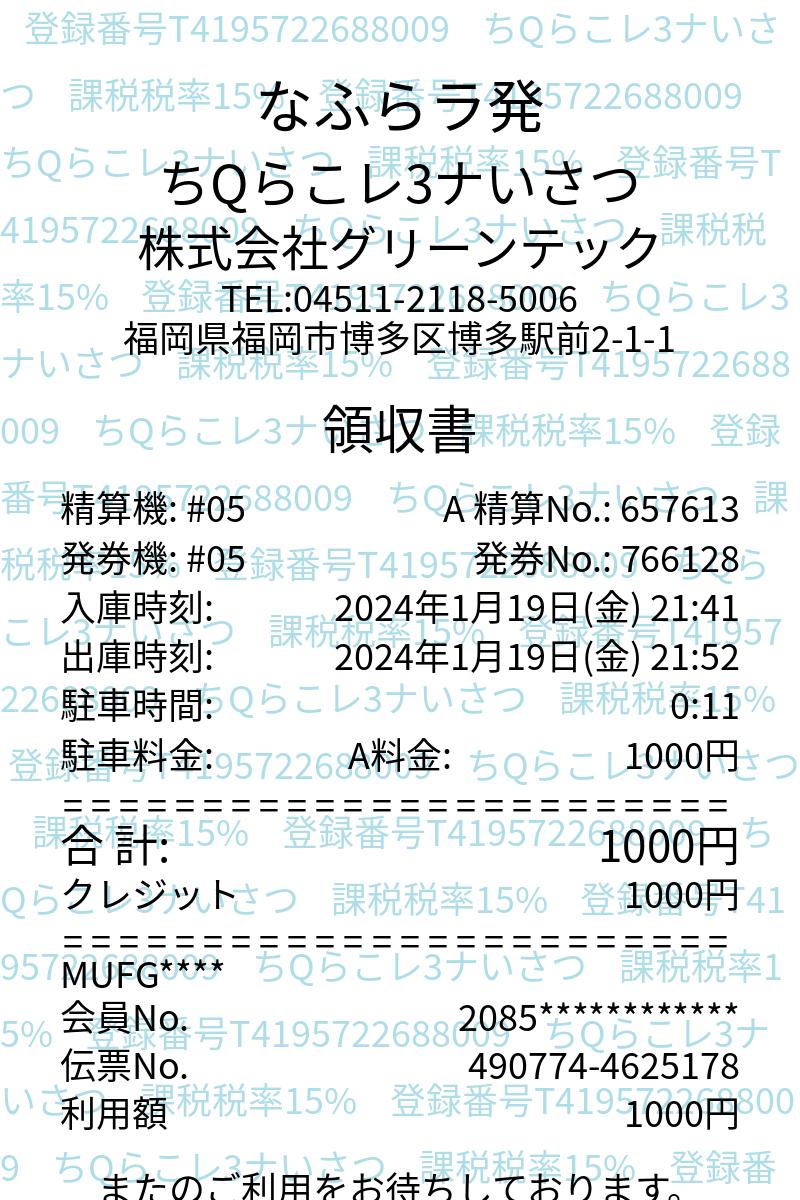 登録番号T4195722688009　ちQらこレ3ナいさ
つ　課税税率15%　登録番号T4195722688009
なふらラ発
ちQらこレ3ナいさつ　課税税率15%　登録番号T
ちQらこレ3ナいさつ
4195722688009　ちQらこレ3ナいさつ　課税税
株式会社グリーンテック
率15%　登録番号T4195722688009　ちQらこレ3
TEL:04511-2118-5006
福岡県福岡市博多区博多駅前2-1-1
ナいさつ　課税税率15%　登録番号T4195722688
009　ちQらこレ3ナいさつ　課税税率15%　登録
領収書
番号T4195722688009　ちQらこレ3ナいさつ　課
精算機: #05　A 精算No.: 657613
発券機: #05　発券No.: 766128
税税率15%　登録番号T4195722688009　ちQら
入庫時刻:　2024年1月19日(金) 21:41
こレ3ナいさつ　課税税率15%　登録番号T41957
出庫時刻:　2024年1月19日(金) 21:52
22688009　ちQらこレ3ナいさつ　課税税率15%
駐車時間:　0:11
駐車料金:　A料金:　1000円
登録番号T4195722688009　ちQらこレ3ナいさつ
========================
課税税率15%　登録番号T4195722688009　ち
合 計:　1000円
クレジット　1000円
Qらこレ3ナいさつ　課税税率15%　登録番号T41
========================
95722688009　ちQらこレ3ナいさつ　課税税率1
MUFG****
会員No.　2085************
5%　登録番号T4195722688009　ちQらこレ3ナ
伝票No.　490774-4625178
いさつ　課税税率15%　登録番号T419572268800
利用額　1000円
9　ちQらこレ3ナいさつ　課税税率15%　登録番
またのご利用をお待ちしております。